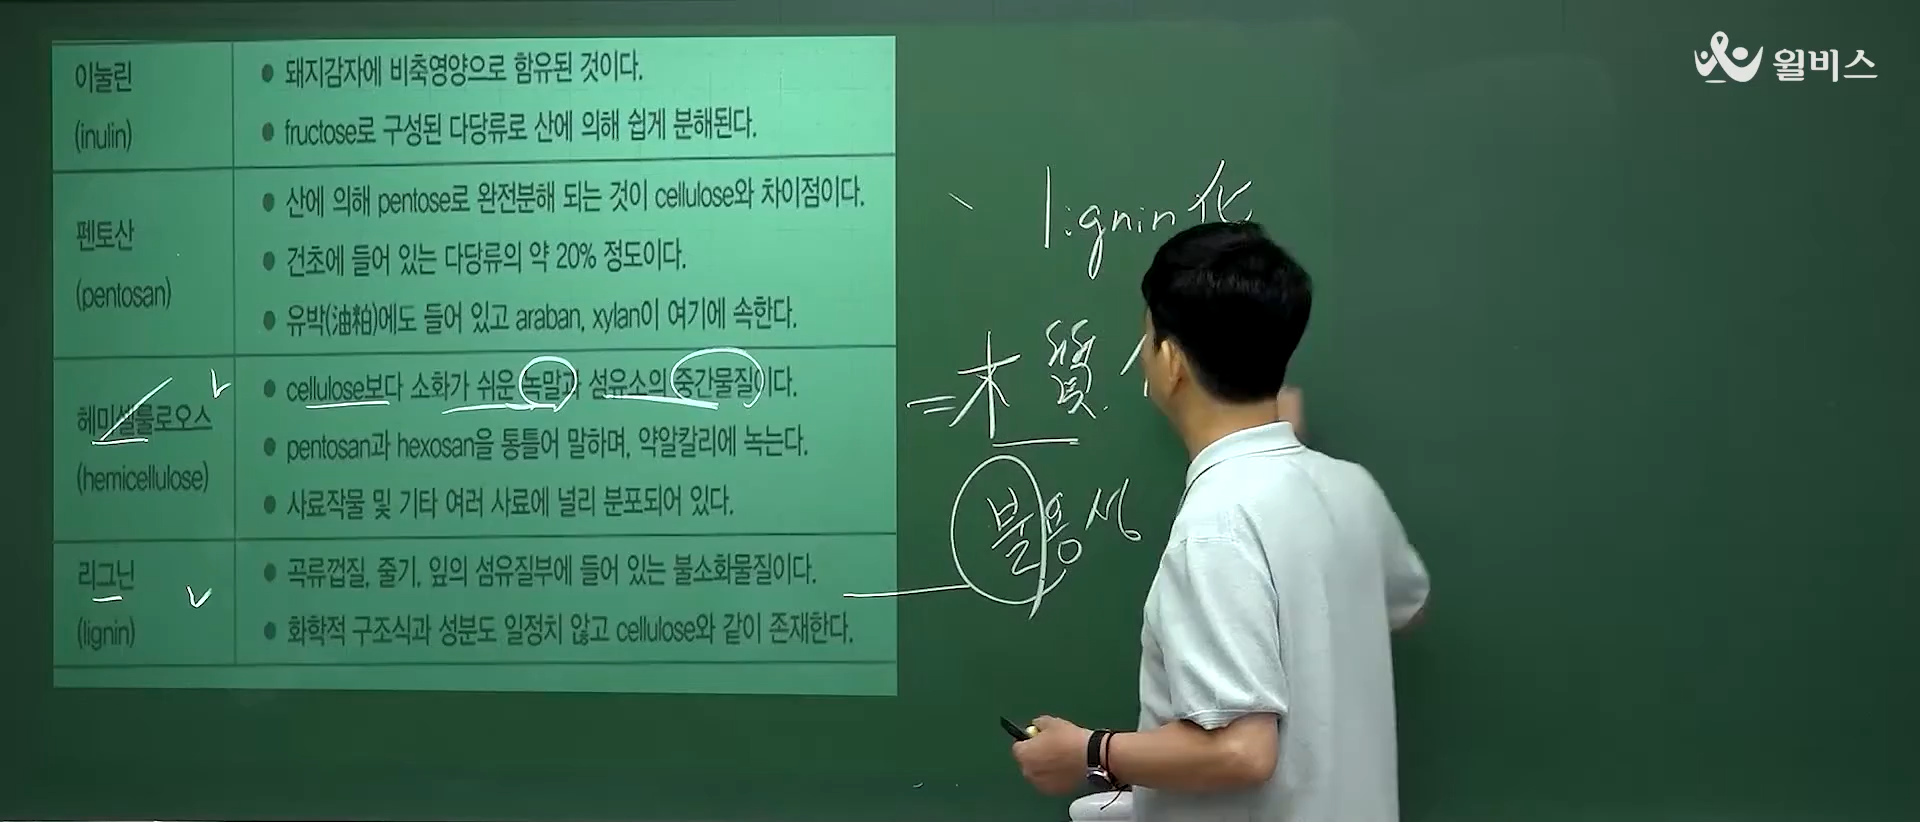 윌비스
이눌린
(inulin)
● 돼지감자에 비축영양으로 함유된 것이다.
● fructose로 구성된 다당류로 산에 의해 쉽게 분해된다.
펜토산
(pentosan)
● 산에 의해 pentose로 완전분해 되는 것이 cellulose와 차이점이다.
● 건초에 들어 있는 다당류의 약 20% 정도이다.
● 유박(油粕)에도 들어 있고 araban, xylan이 여기에 속한다.
헤미셀룰로오스
(hemicellulose)
● cellulose보다 소화가 쉬운 녹말과 섬유소의 중간물질이다.
● pentosan과 hexosan을 통틀어 말하며, 약알칼리에 녹는다.
● 사료작물 및 기타 여러 사료에 널리 분포되어 있다.
리그닌
(lignin)
● 곡류껍질, 줄기, 잎의 섬유질부에 들어 있는 불소화물질이다.
● 화학적 구조식과 성분도 일정치 않고 cellulose와 같이 존재한다.
lignin化
=木質
불용성